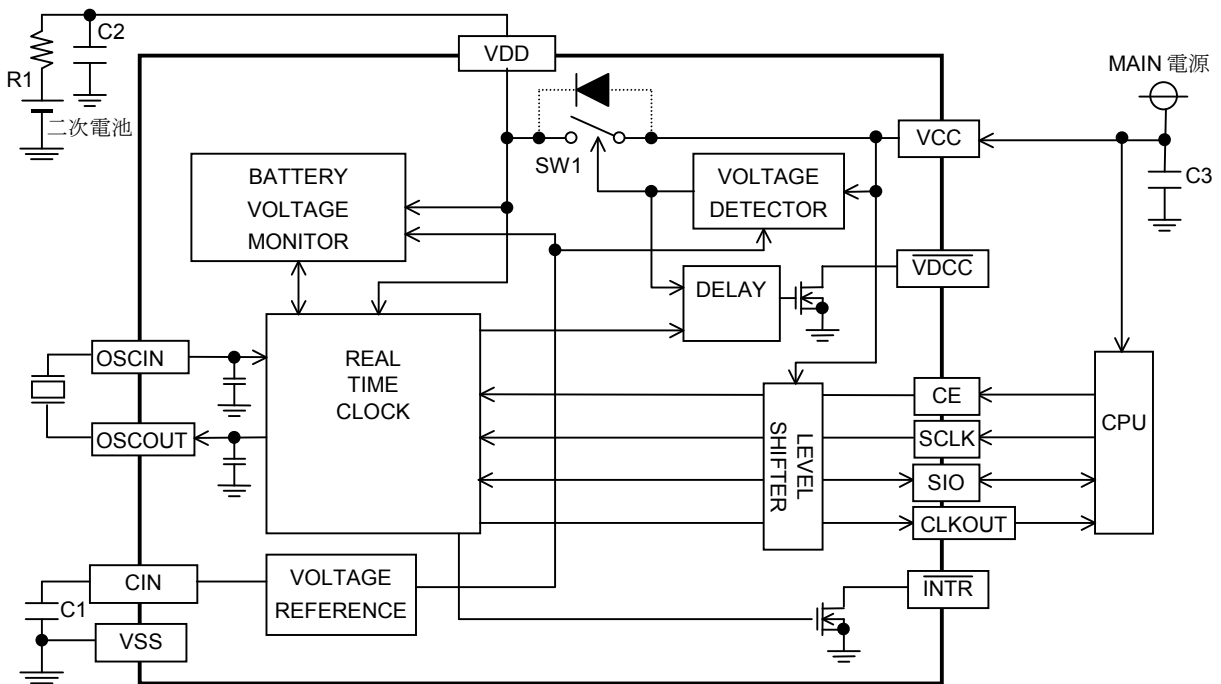 C2
VDD
R1
MAIN 電源
二次電池
VCC
SW1
C3
BATTERY
VOLTAGE
MONITOR
VOLTAGE
DETECTOR
VDCC
DELAY
OSCIN
REAL
TIME
CLOCK
CE
CPU
OSCOUT
SCLK
LEVEL
SHIFTER
SIO
CLKOUT
CIN
VOLTAGE
REFERENCE
INTR
C1
VSS